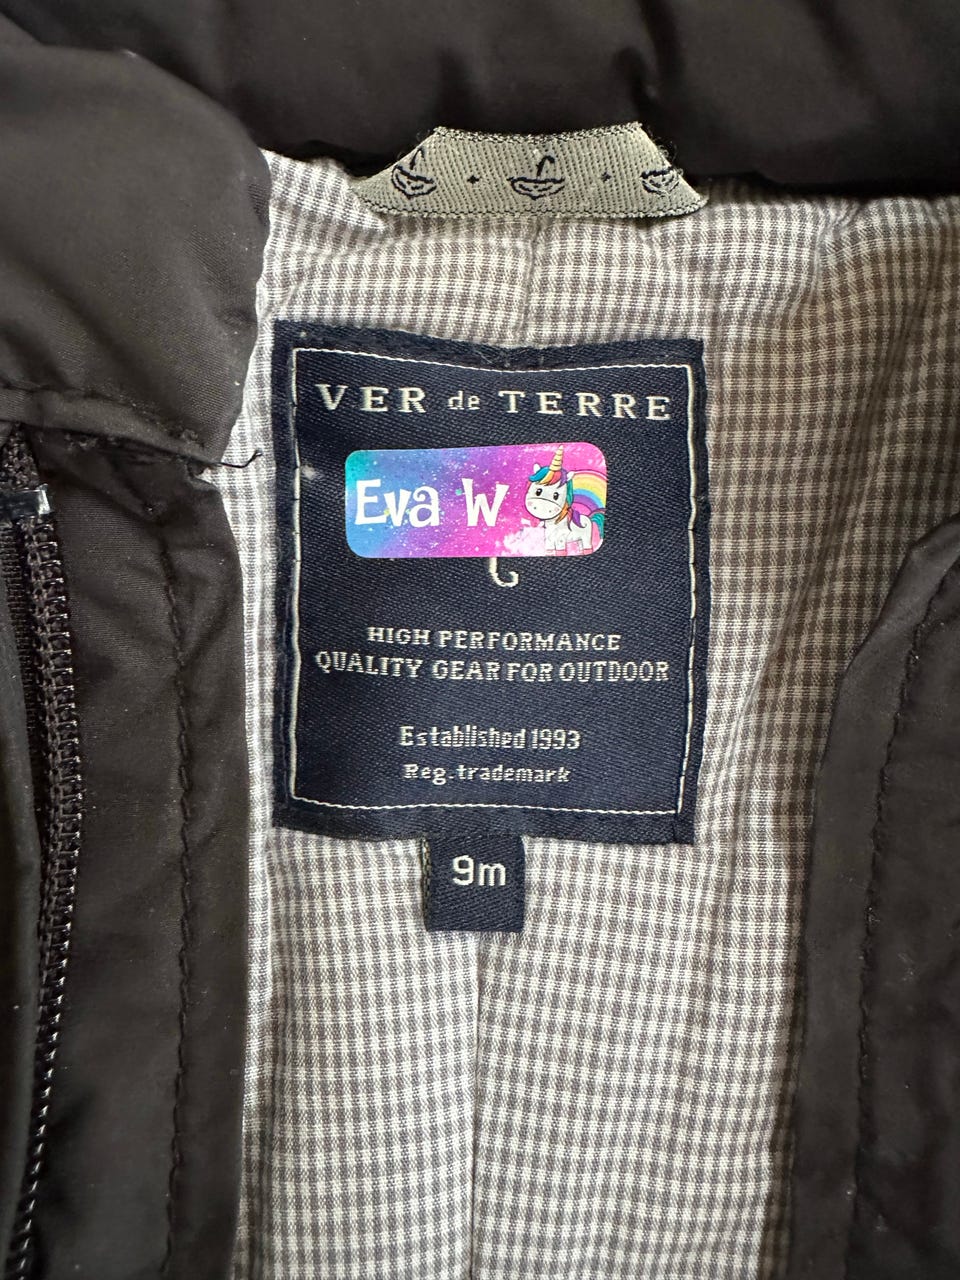 VER de TERRE
Eva W
HIGH PERFORMANCE
QUALITY GEAR FOR OUTDOOR
Established 1993
Reg. trademark
9m